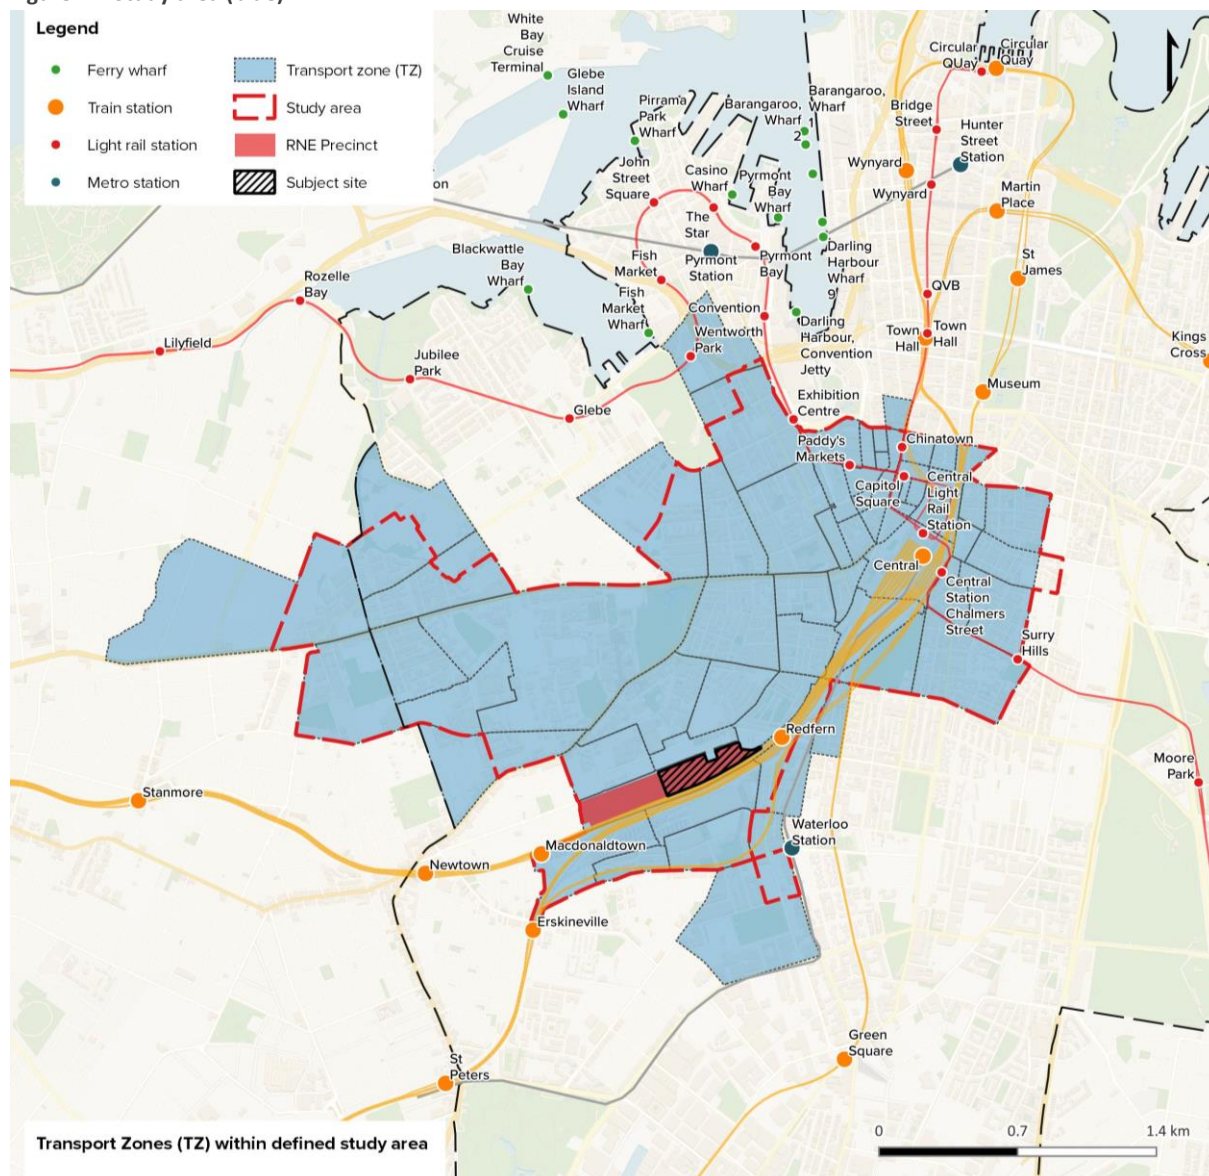 Legend
Ferry wharf
Train station
Light rail station
Metro station
Transport zone (TZ)
Study area
RNE Precinct
Subject site
White
Bay
Cruise
Terminal
Glebe
Island
Wharf
Pirrama
Park
Wharf
Barangaroo,
Wharf
2
Barangaroo,
Wharf
1
Circular
QUay
Circular
Quay
Bridge
Street
Hunter
Street
Station
Wynyard
Wynyard
Martin
Place
John
Street
Square
Casino
Wharf
Pyrmont
Bay
Wharf
The
Star
Pyrmont
Station
Pyrmont
Bay
Darling
Harbour
Wharf
9
St
James
Blackwattle
Bay
Wharf
Fish
Market
Fish
Market
Wharf
Rozelle
Bay
Convention
Wentworth
Park
Darling
Harbour,
Convention
Jetty
QVB
Town
Hall
Town
Hall
Kings
Cross
Lilyfield
Jubilee
Park
Glebe
Museum
Exhibition
Centre
Paddy's
Markets
Chinatown
Capitol
Square
Central
Light
Rail
Station
Central
Central
Station
Chalmers
Street
Surry
Hills
Redfern
Moore
Park
Stanmore
Newtown
Macdonaldtown
Waterloo
Station
Erskineville
Green
Square
St
Peters
Transport Zones (TZ) within defined study area
0 0.7 1.4 km